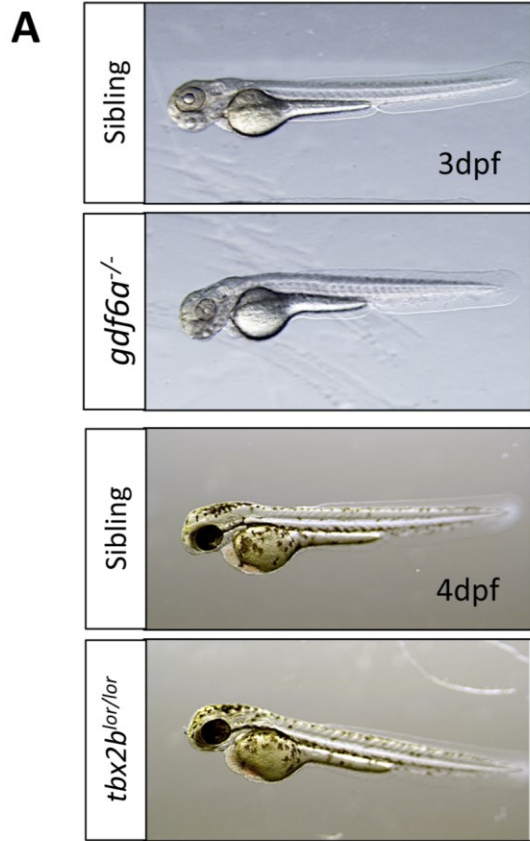 A
Sibling
3dpf
gdf6a-/-
Sibling
4dpf
tbx2blor/lor